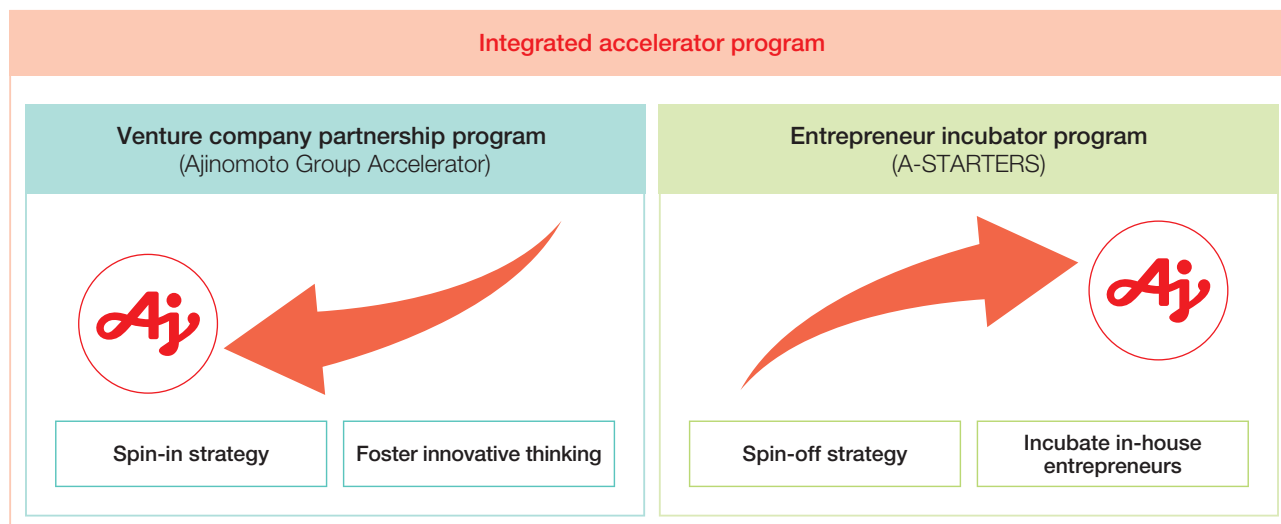 Integrated accelerator program
Venture company partnership program
(Ajinomoto Group Accelerator)
Entrepreneur incubator program
(A-STARTERS)
Aj
Aj
Spin-in strategy
Foster innovative thinking
Spin-off strategy
Incubate in-house
entrepreneurs